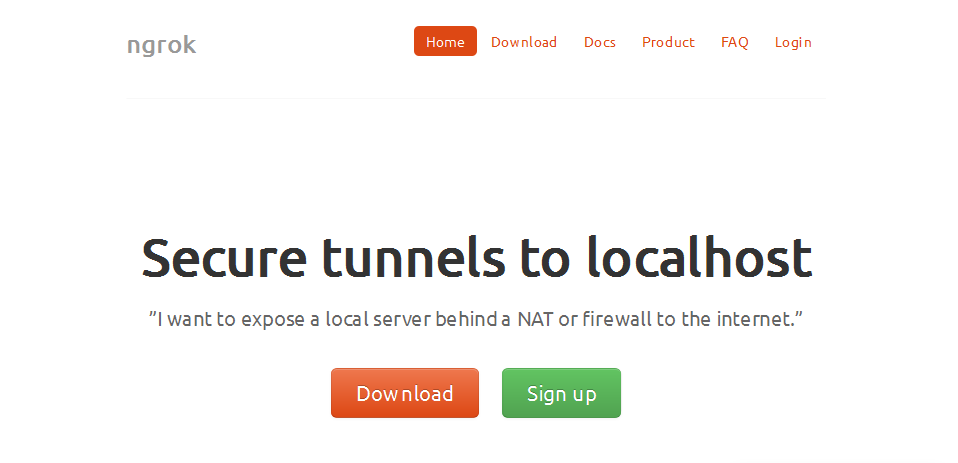 ngrok
Home Download Docs Product FAQ Login
Secure tunnels to localhost
”I want to expose a local server behind a NAT or firewall to the internet.”
Download Sign up